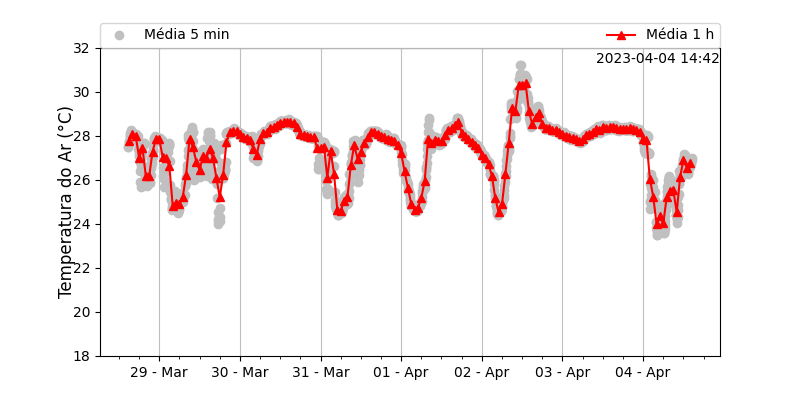 Média 5 min
Média 1 h
2023-04-04 14:42
Temperatura do Ar (°C)
32
30
28
26
24
22
20
18
29 - Mar
30 - Mar
31 - Mar
01 - Apr
02 - Apr
03 - Apr
04 - Apr